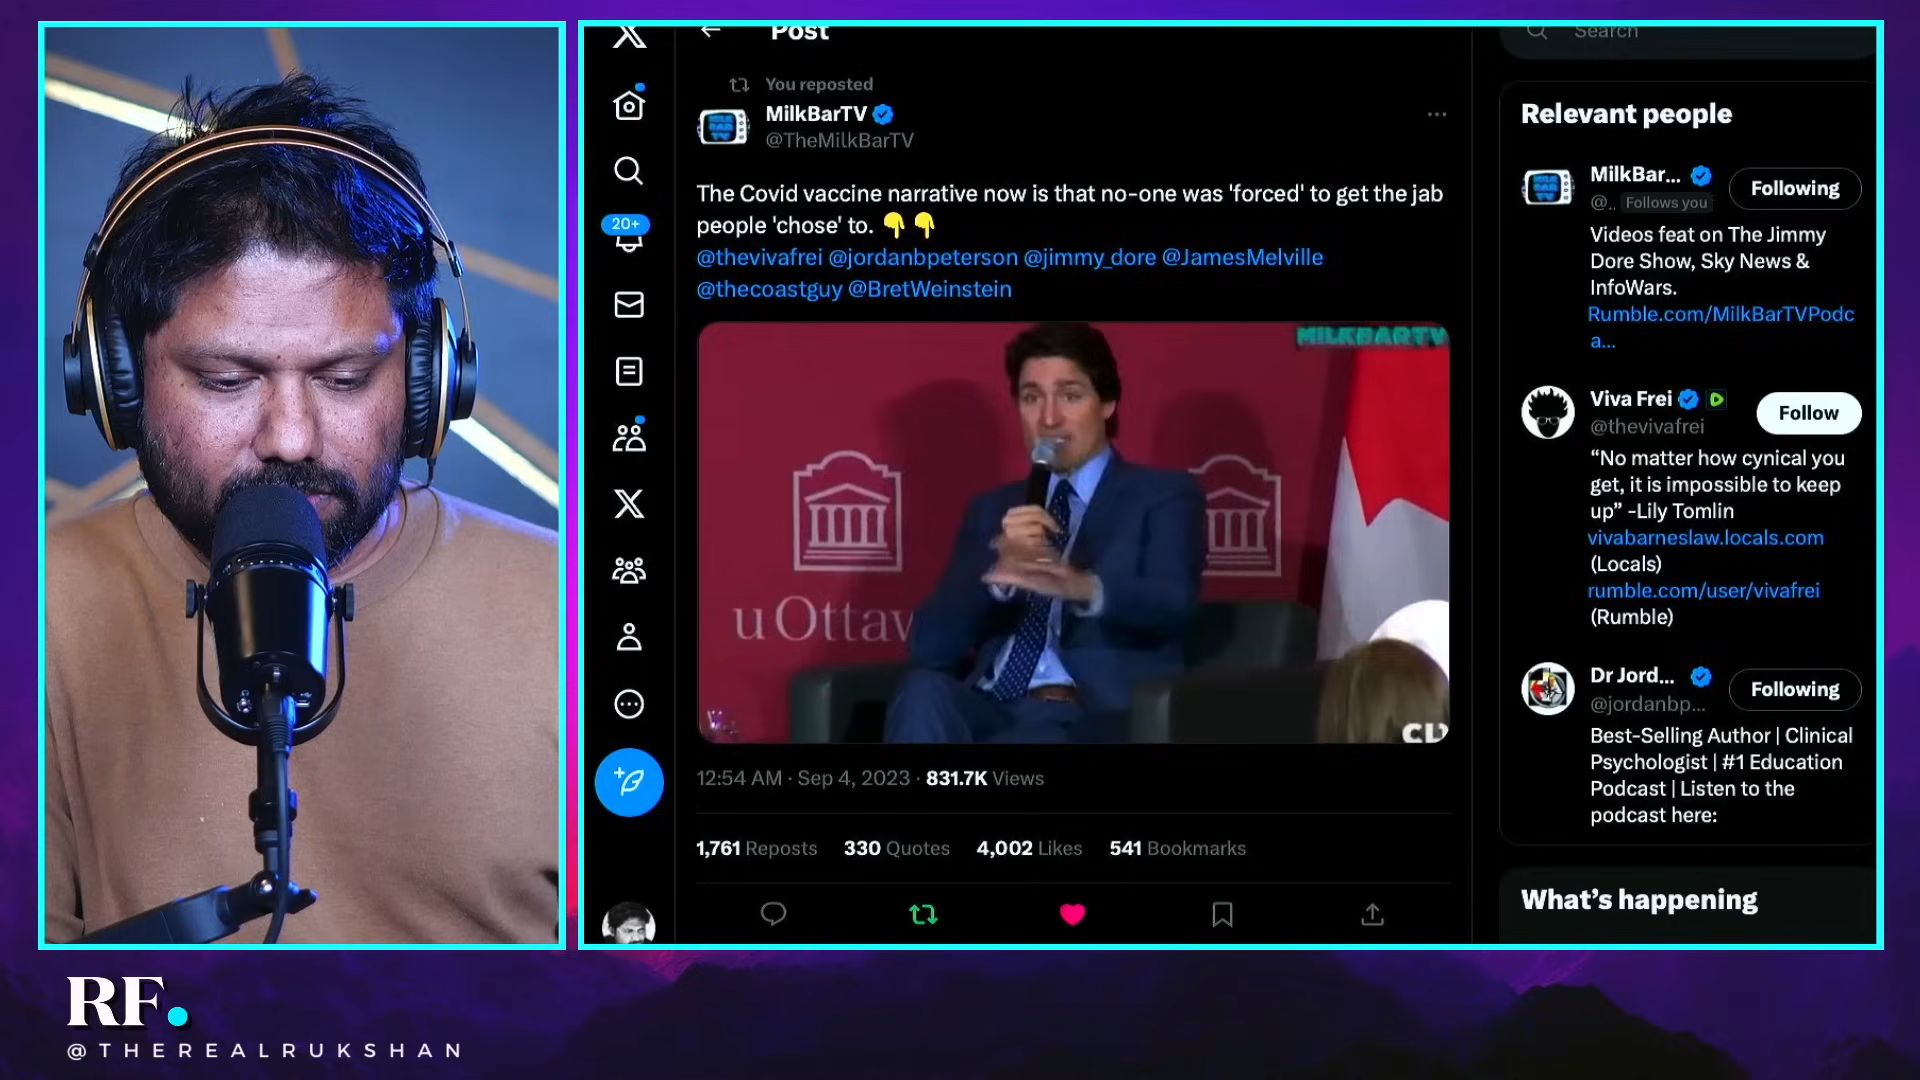 Post
Search
You reposted
MilkBarTV
@TheMilkBarTV
The Covid vaccine narrative now is that no-one was 'forced' to get the jab
people 'chose' to.
@thevivafrei @jordanbpeterson @jimmy_dore @JamesMelville
@thecoastguy @BretWeinstein
20+
MILKBARTV
uOttaw
12:54 AM · Sep 4, 2023 · 831.7K Views
1,761 Reposts 330 Quotes 4,002 Likes 541 Bookmarks
Relevant people
MilkBar... Following
@.. Follows you
Videos feat on The Jimmy
Dore Show, Sky News &
InfoWars.
Rumble.com/MilkBarTVPodc
a...
Viva Frei Follow
@thevivafrei
“No matter how cynical you
get, it is impossible to keep
up” -Lily Tomlin
vivabarneslaw.locals.com
(Locals)
rumble.com/user/vivafrei
(Rumble)
Dr Jord... Following
@jordanbp...
Best-Selling Author | Clinical
Psychologist | #1 Education
Podcast | Listen to the
podcast here:
What’s happening
RF.
@THEREALRUKSHAN